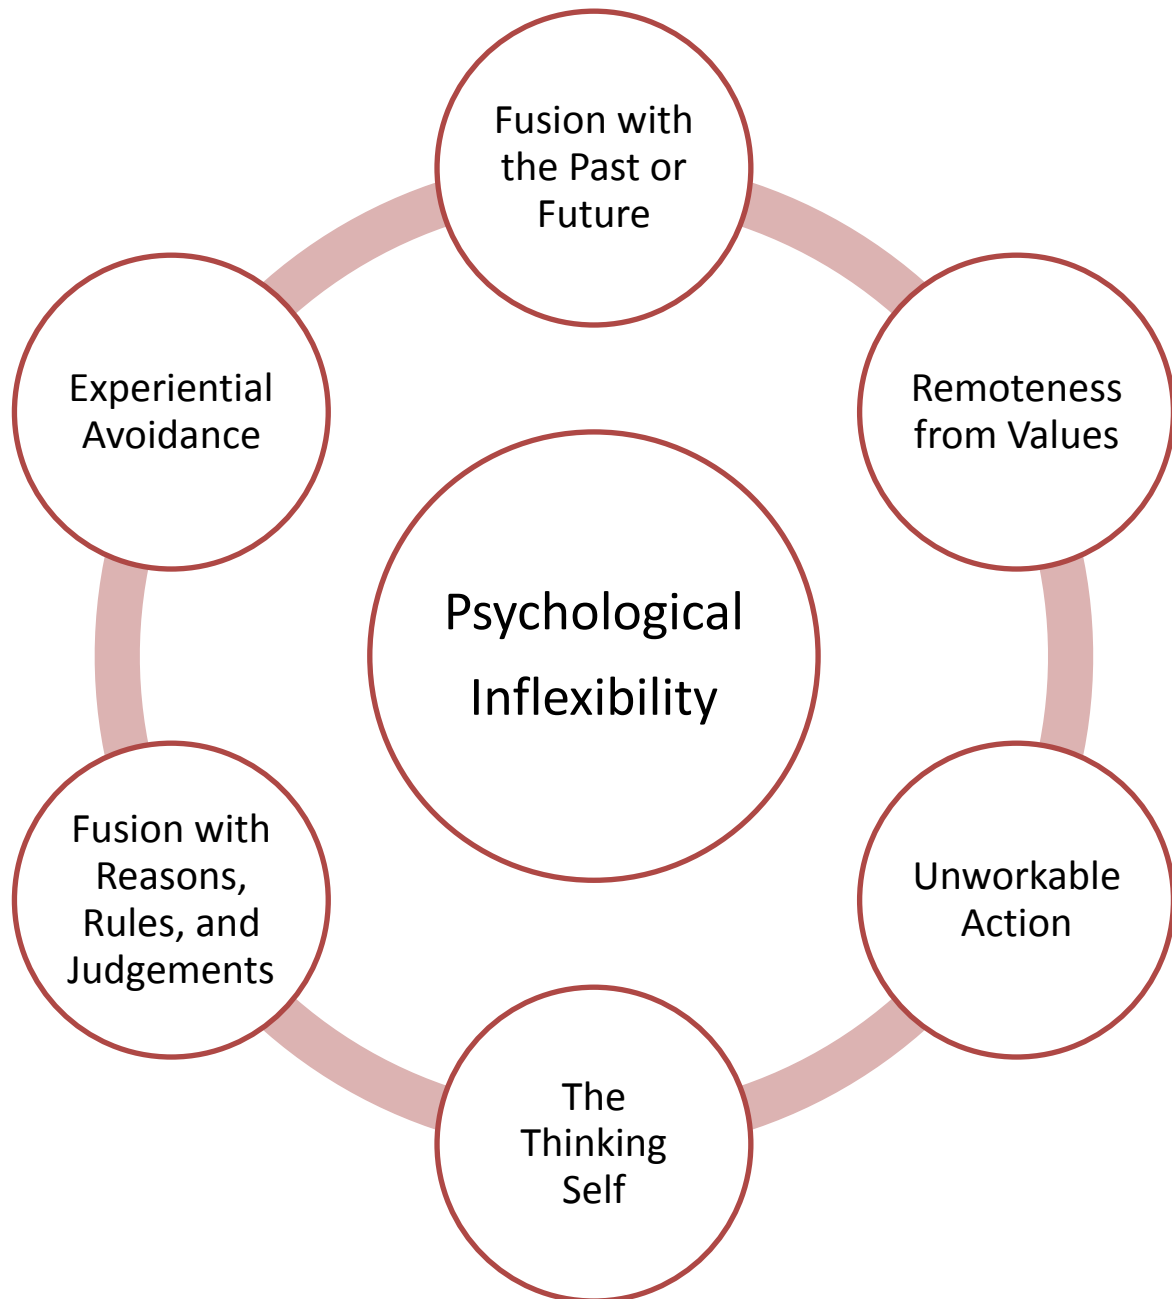 Fusion with
the Past or
Future
Remoteness
from Values
Unworkable
Action
The
Thinking
Self
Fusion with
Reasons,
Rules, and
Judgements
Experiential
Avoidance
Psychological
Inflexibility